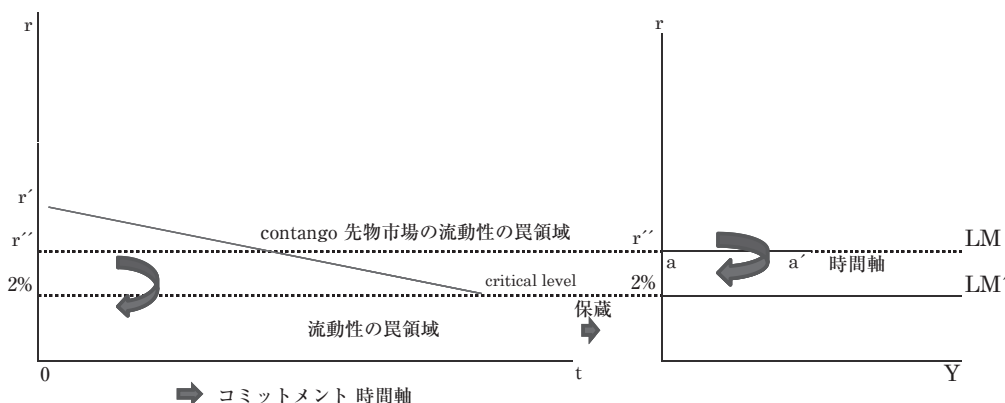 r
r´
r´´
2%
contango 先物市場の流動性の罠領域
critical level
流動性の罠領域
保蔵
0
t
コミットメント 時間軸
r
r´´
2%
LM
a
a´
時間軸
LM´
Y